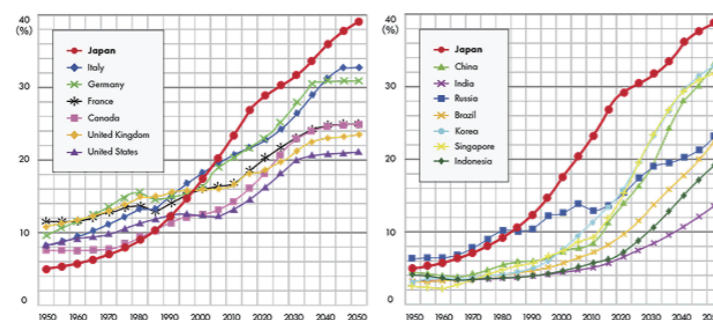 40
(%)
30
20
10
0
Japan
Italy
Germany
France
Canada
United Kingdom
United States
1950 1960 1970 1980 1990 2000 2010 2020 2030 2040 2050
40
(%)
30
20
10
0
Japan
China
India
Russia
Brazil
Korea
Singapore
Indonesia
1950 1960 1970 1980 1990 2000 2010 2020 2030 2040